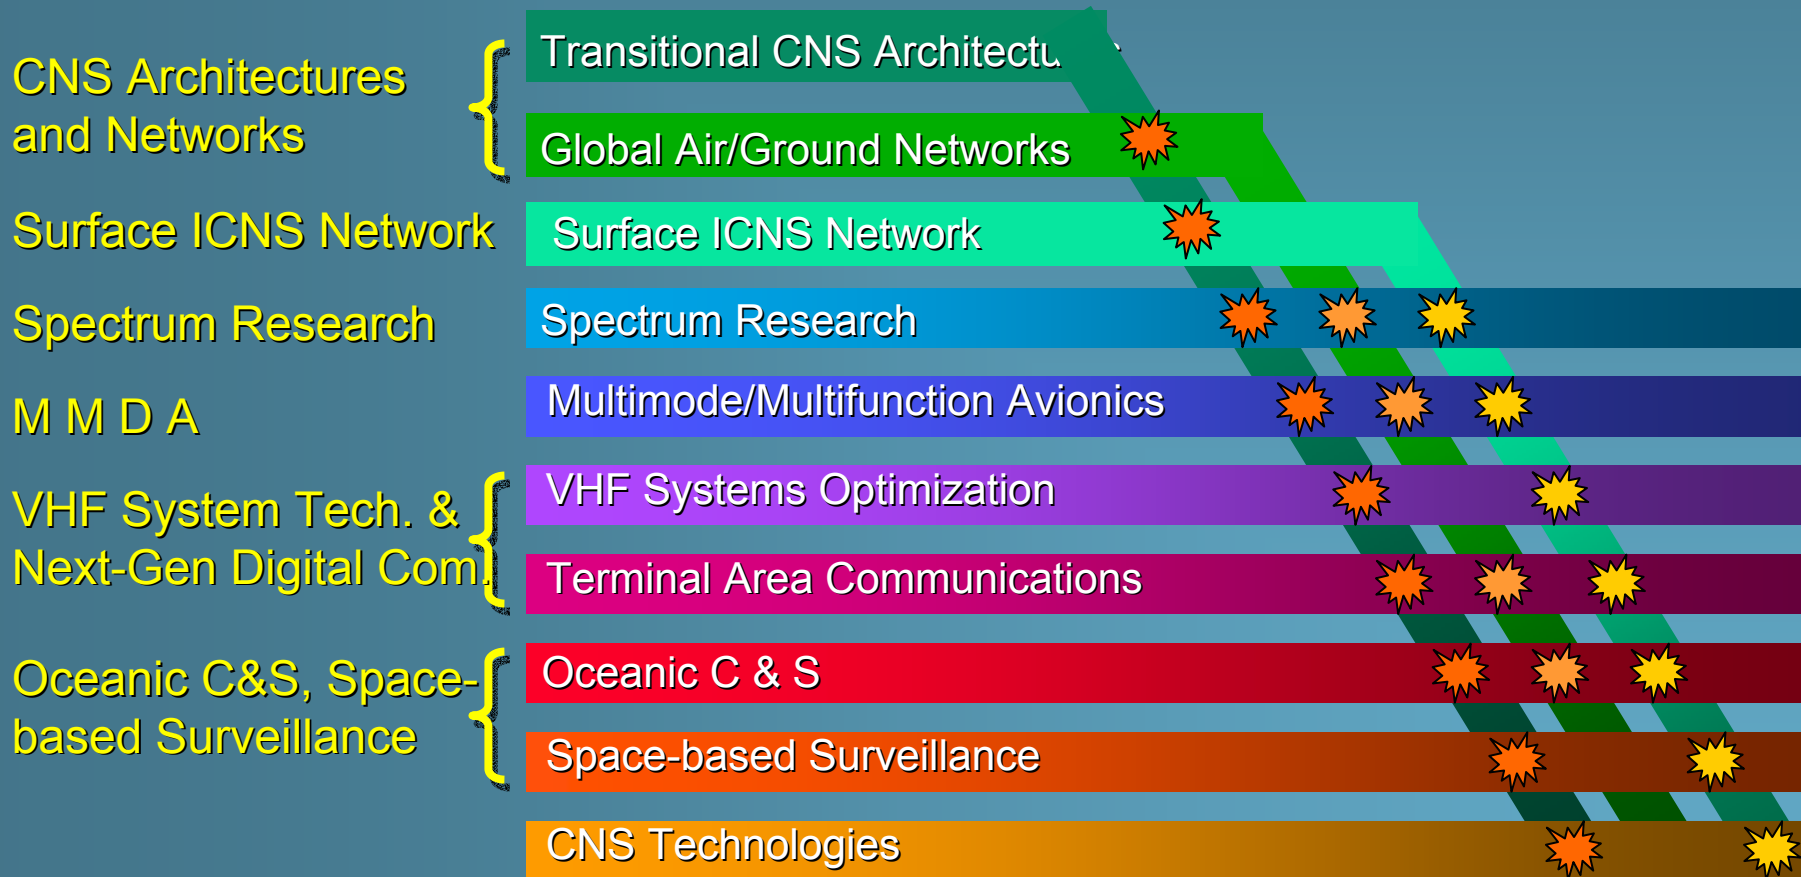 CNS Architectures
and Networks
Transitional CNS
Global Air/Ground Networks
Surface ICNS Network
Surface ICNS Network
Spectrum Research
Spectrum Research
M M D A
Multimode/Multifunction Avionics
VHF System Tech. &
Next-Gen Digital Com.
VHF Systems Optimization
Terminal Area Communications
Oceanic C&S, Space-
based Surveillance
Oceanic C & S
Space-based Surveillance
CNS Technologies